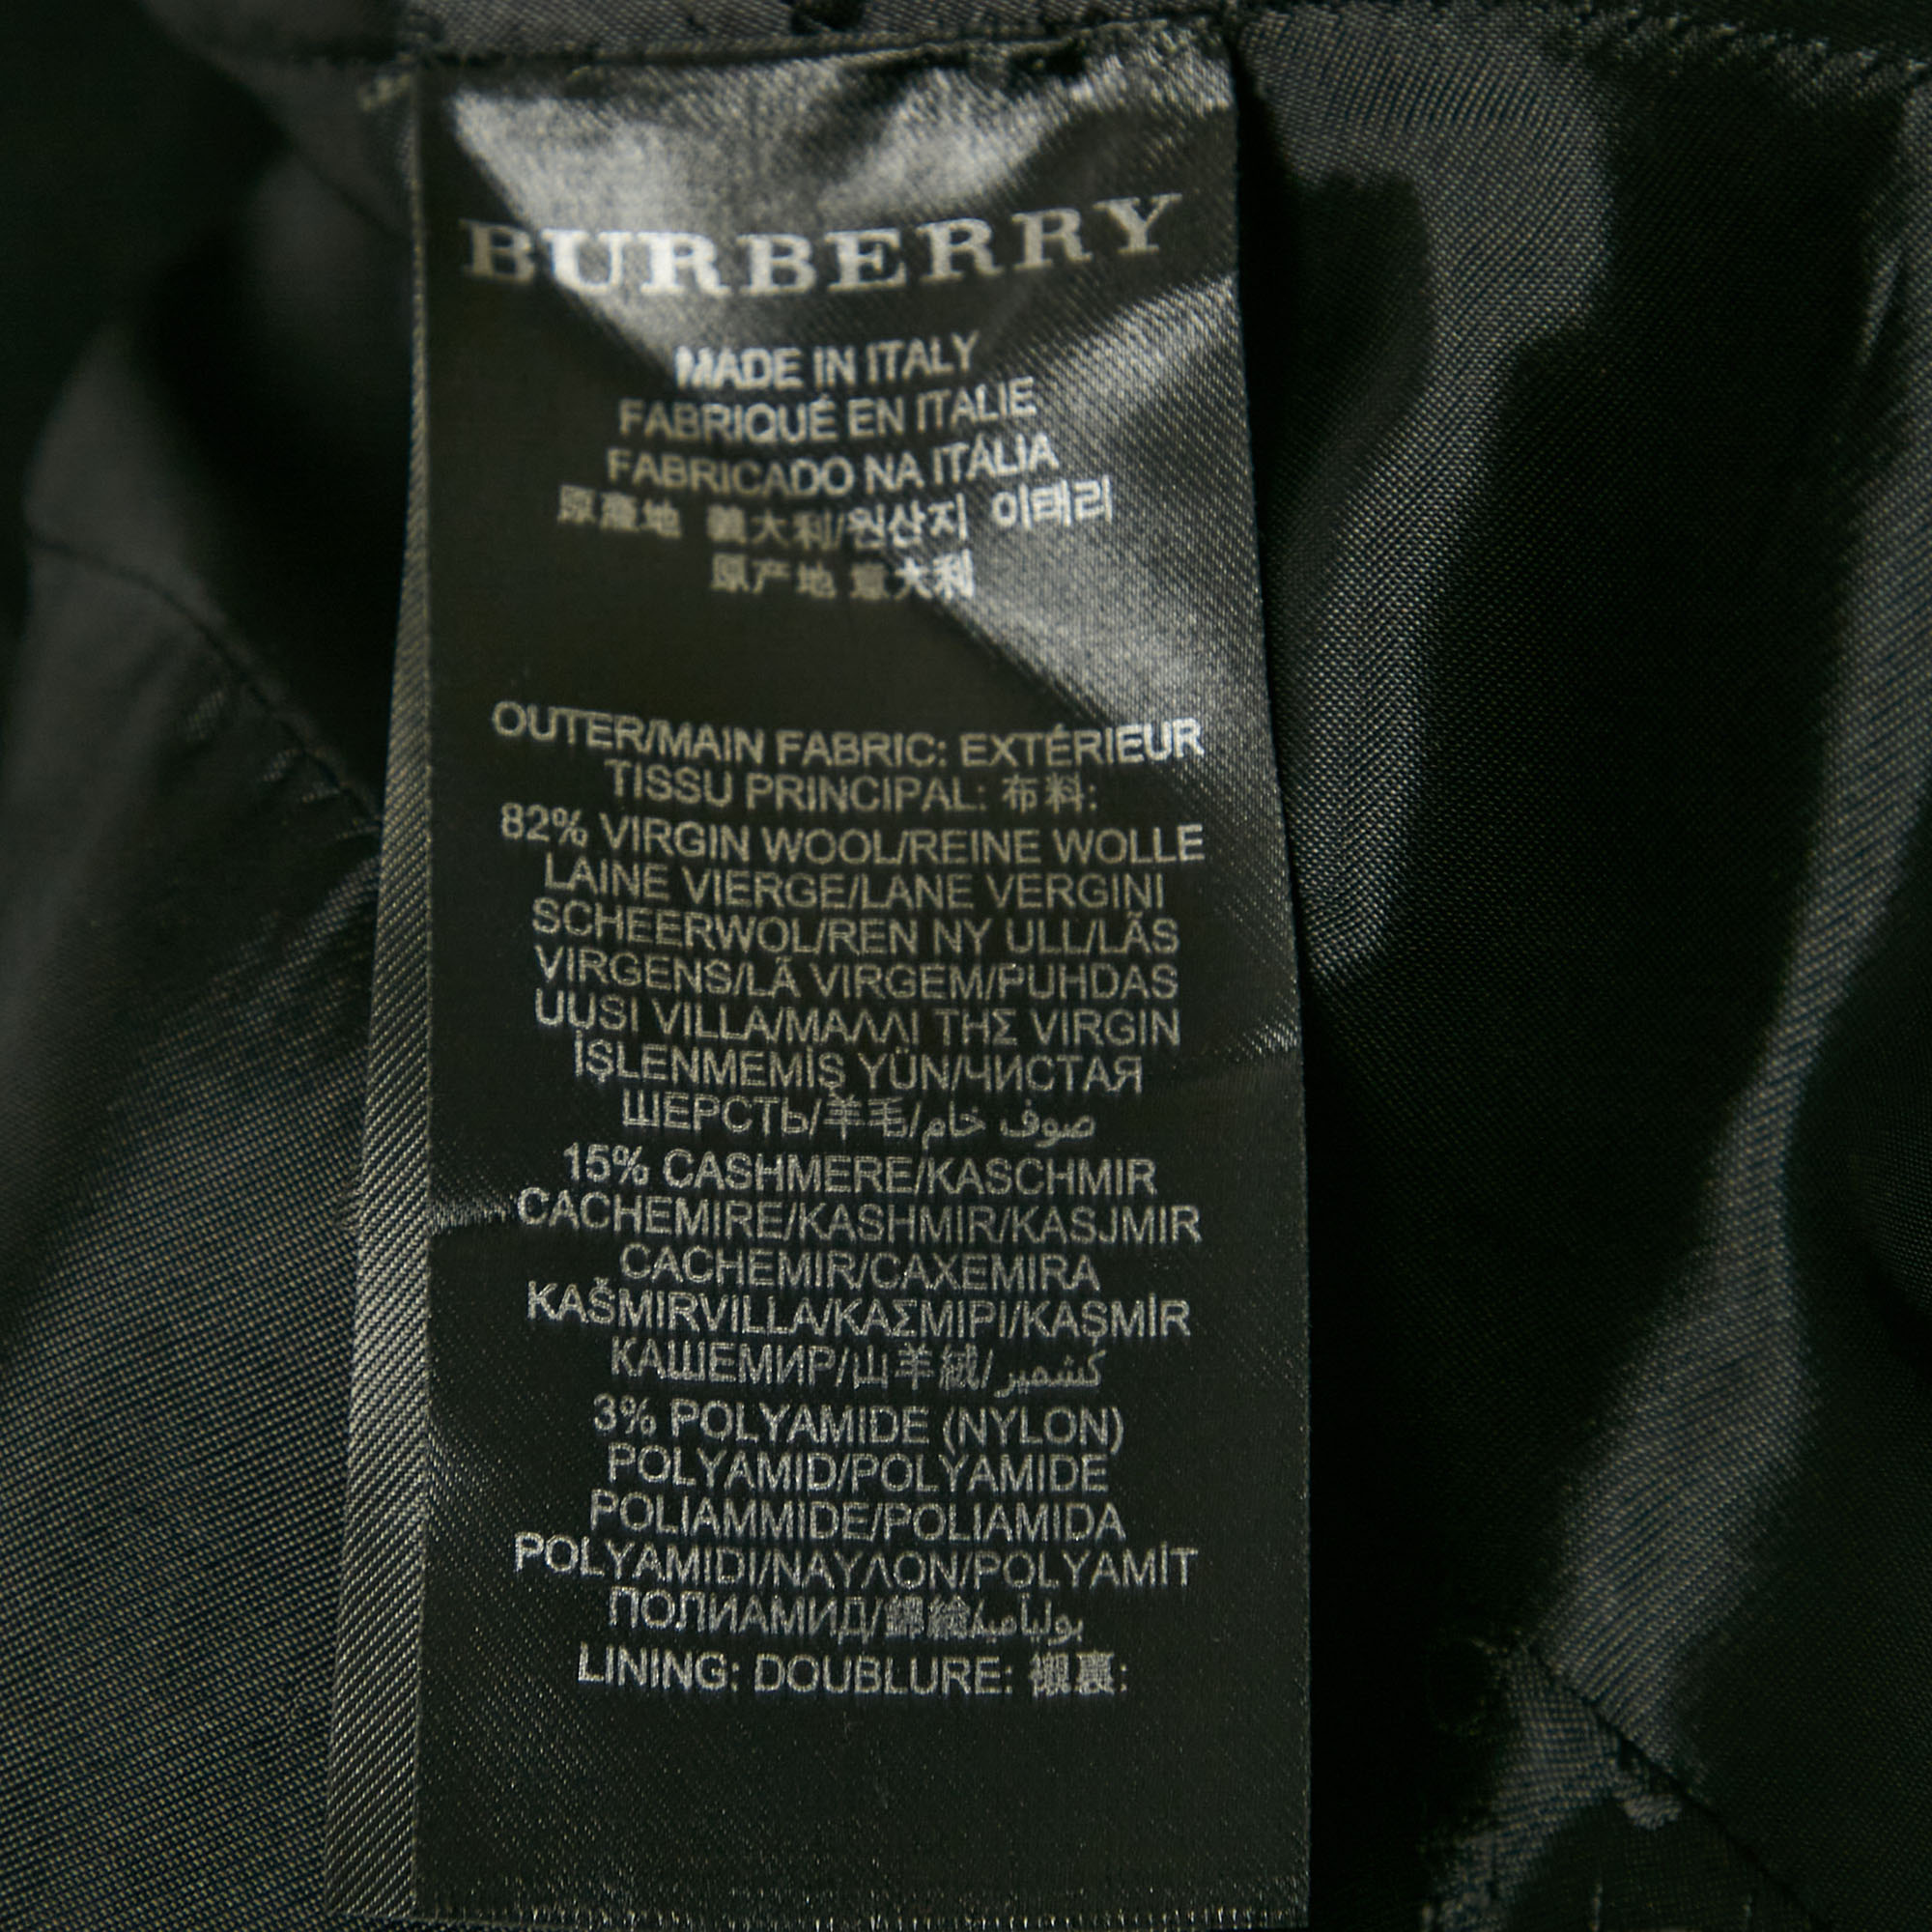 BURBERRY
MADE IN ITALY
FABRIQUÉ EN ITALIE
FABRICADO NA ITÁLIA
原產地 義大利/원산지 이태리
原产地 意大利
OUTER/MAIN FABRIC: EXTÉRIEUR
TISSU PRINCIPAL: 布料:
82% VIRGIN WOOL/REINE WOLLE
LAINE VIERGE/LANE VERGINI
SCHEERWOL/REN NY ULL/LÃS
VIRGENS/LÃ VIRGEM/PUHDAS
UUSI VILLA/ΜΑΛΛΙ ΤΗΣ VIRGIN
İŞLENMEMİŞ YÜN/ЧИСТАЯ
ШЕРСТЬ/羊毛/صوف خام
15% CASHMERE/KASCHMIR
CACHEMIRE/KASHMIR/KASJMIR
CACHEMIR/CAXEMIRA
KAŠMIRVILLA/ΚΑΣΜΙΡΙ/KAŞMİR
КАШЕМИР/山羊絨/كشمير
3% POLYAMIDE (NYLON)
POLYAMID/POLYAMIDE
POLIAMMIDE/POLIAMIDA
POLYAMIDI/ΝΑΥΛΟΝ/POLYAMİT
ПОЛИАМИД/錦綸/بولياميد
LINING: DOUBLURE: 襯裏: